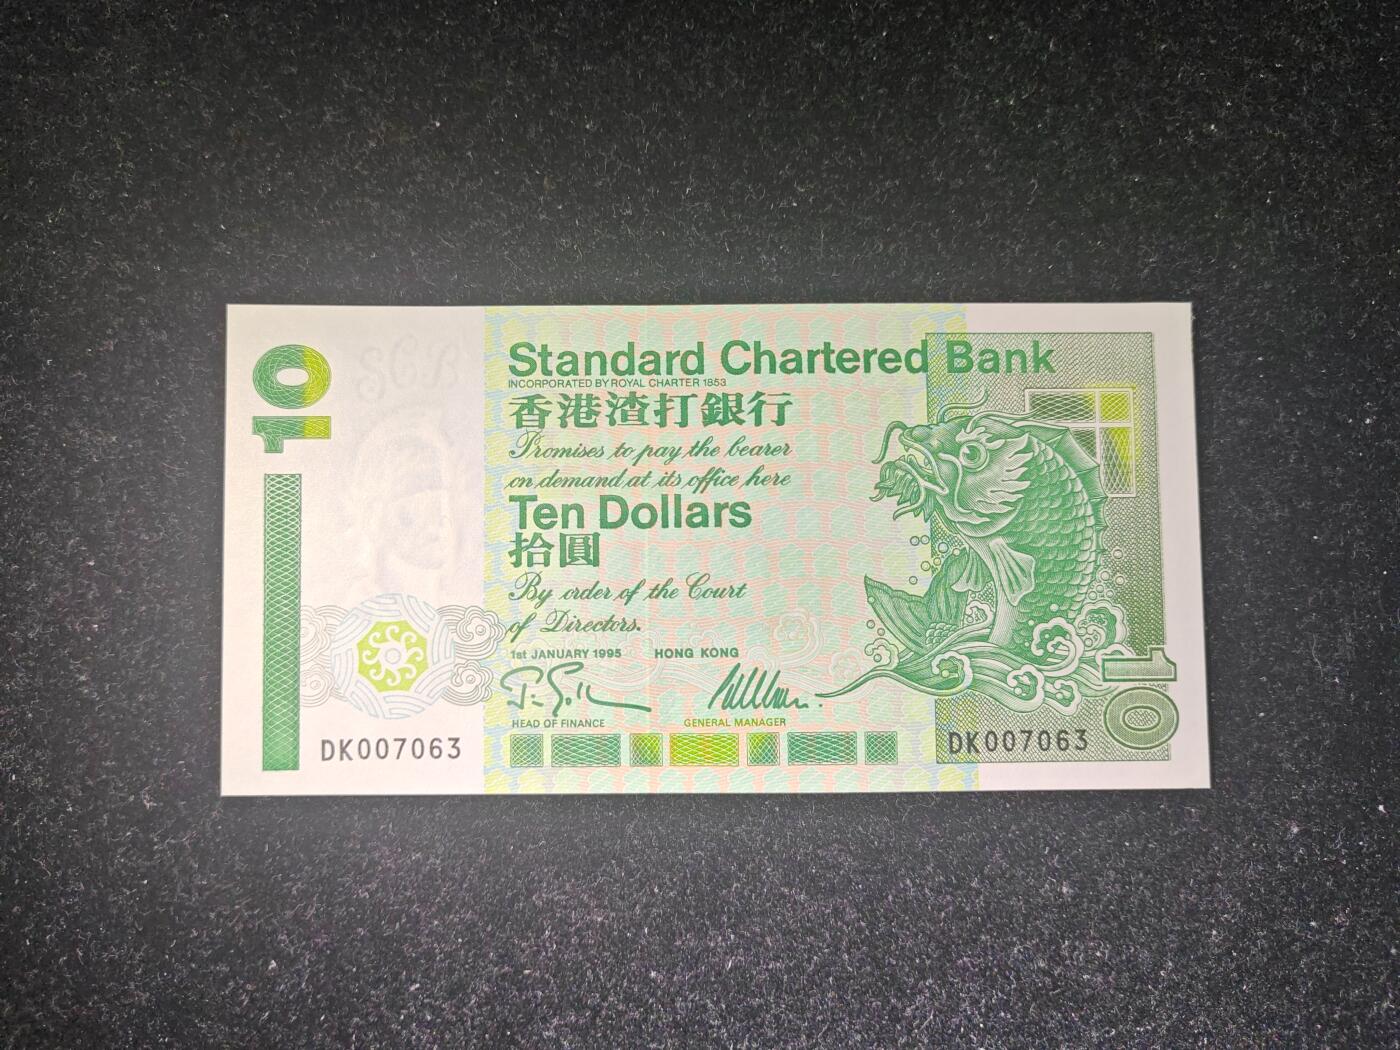 10
SCB
Standard Chartered Bank
INCORPORATED BY ROYAL CHARTER 1853
香港渣打銀行
Promises to pay the bearer
on demand at its office here
Ten Dollars
拾圓
By order of the Court
of Directors.
1st JANUARY 1995 HONG KONG
HEAD OF FINANCE GENERAL MANAGER
DK007063 DK007063
10